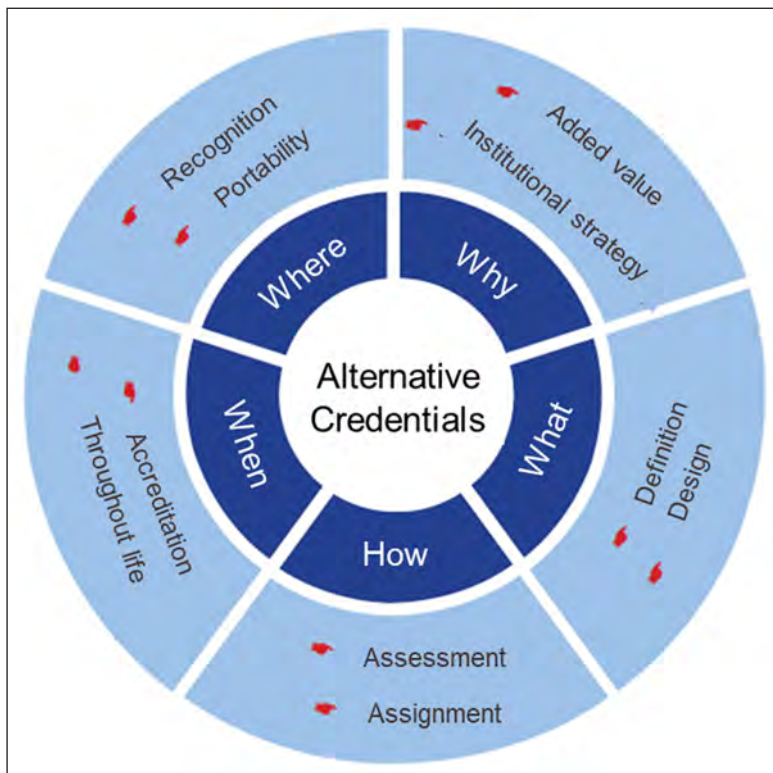 Alternative
Credentials
Why
Added value
Institutional strategy
What
Definition
Design
How
Assessment
Assignment
When
Accreditation
Throughout life
Where
Recognition
Portability